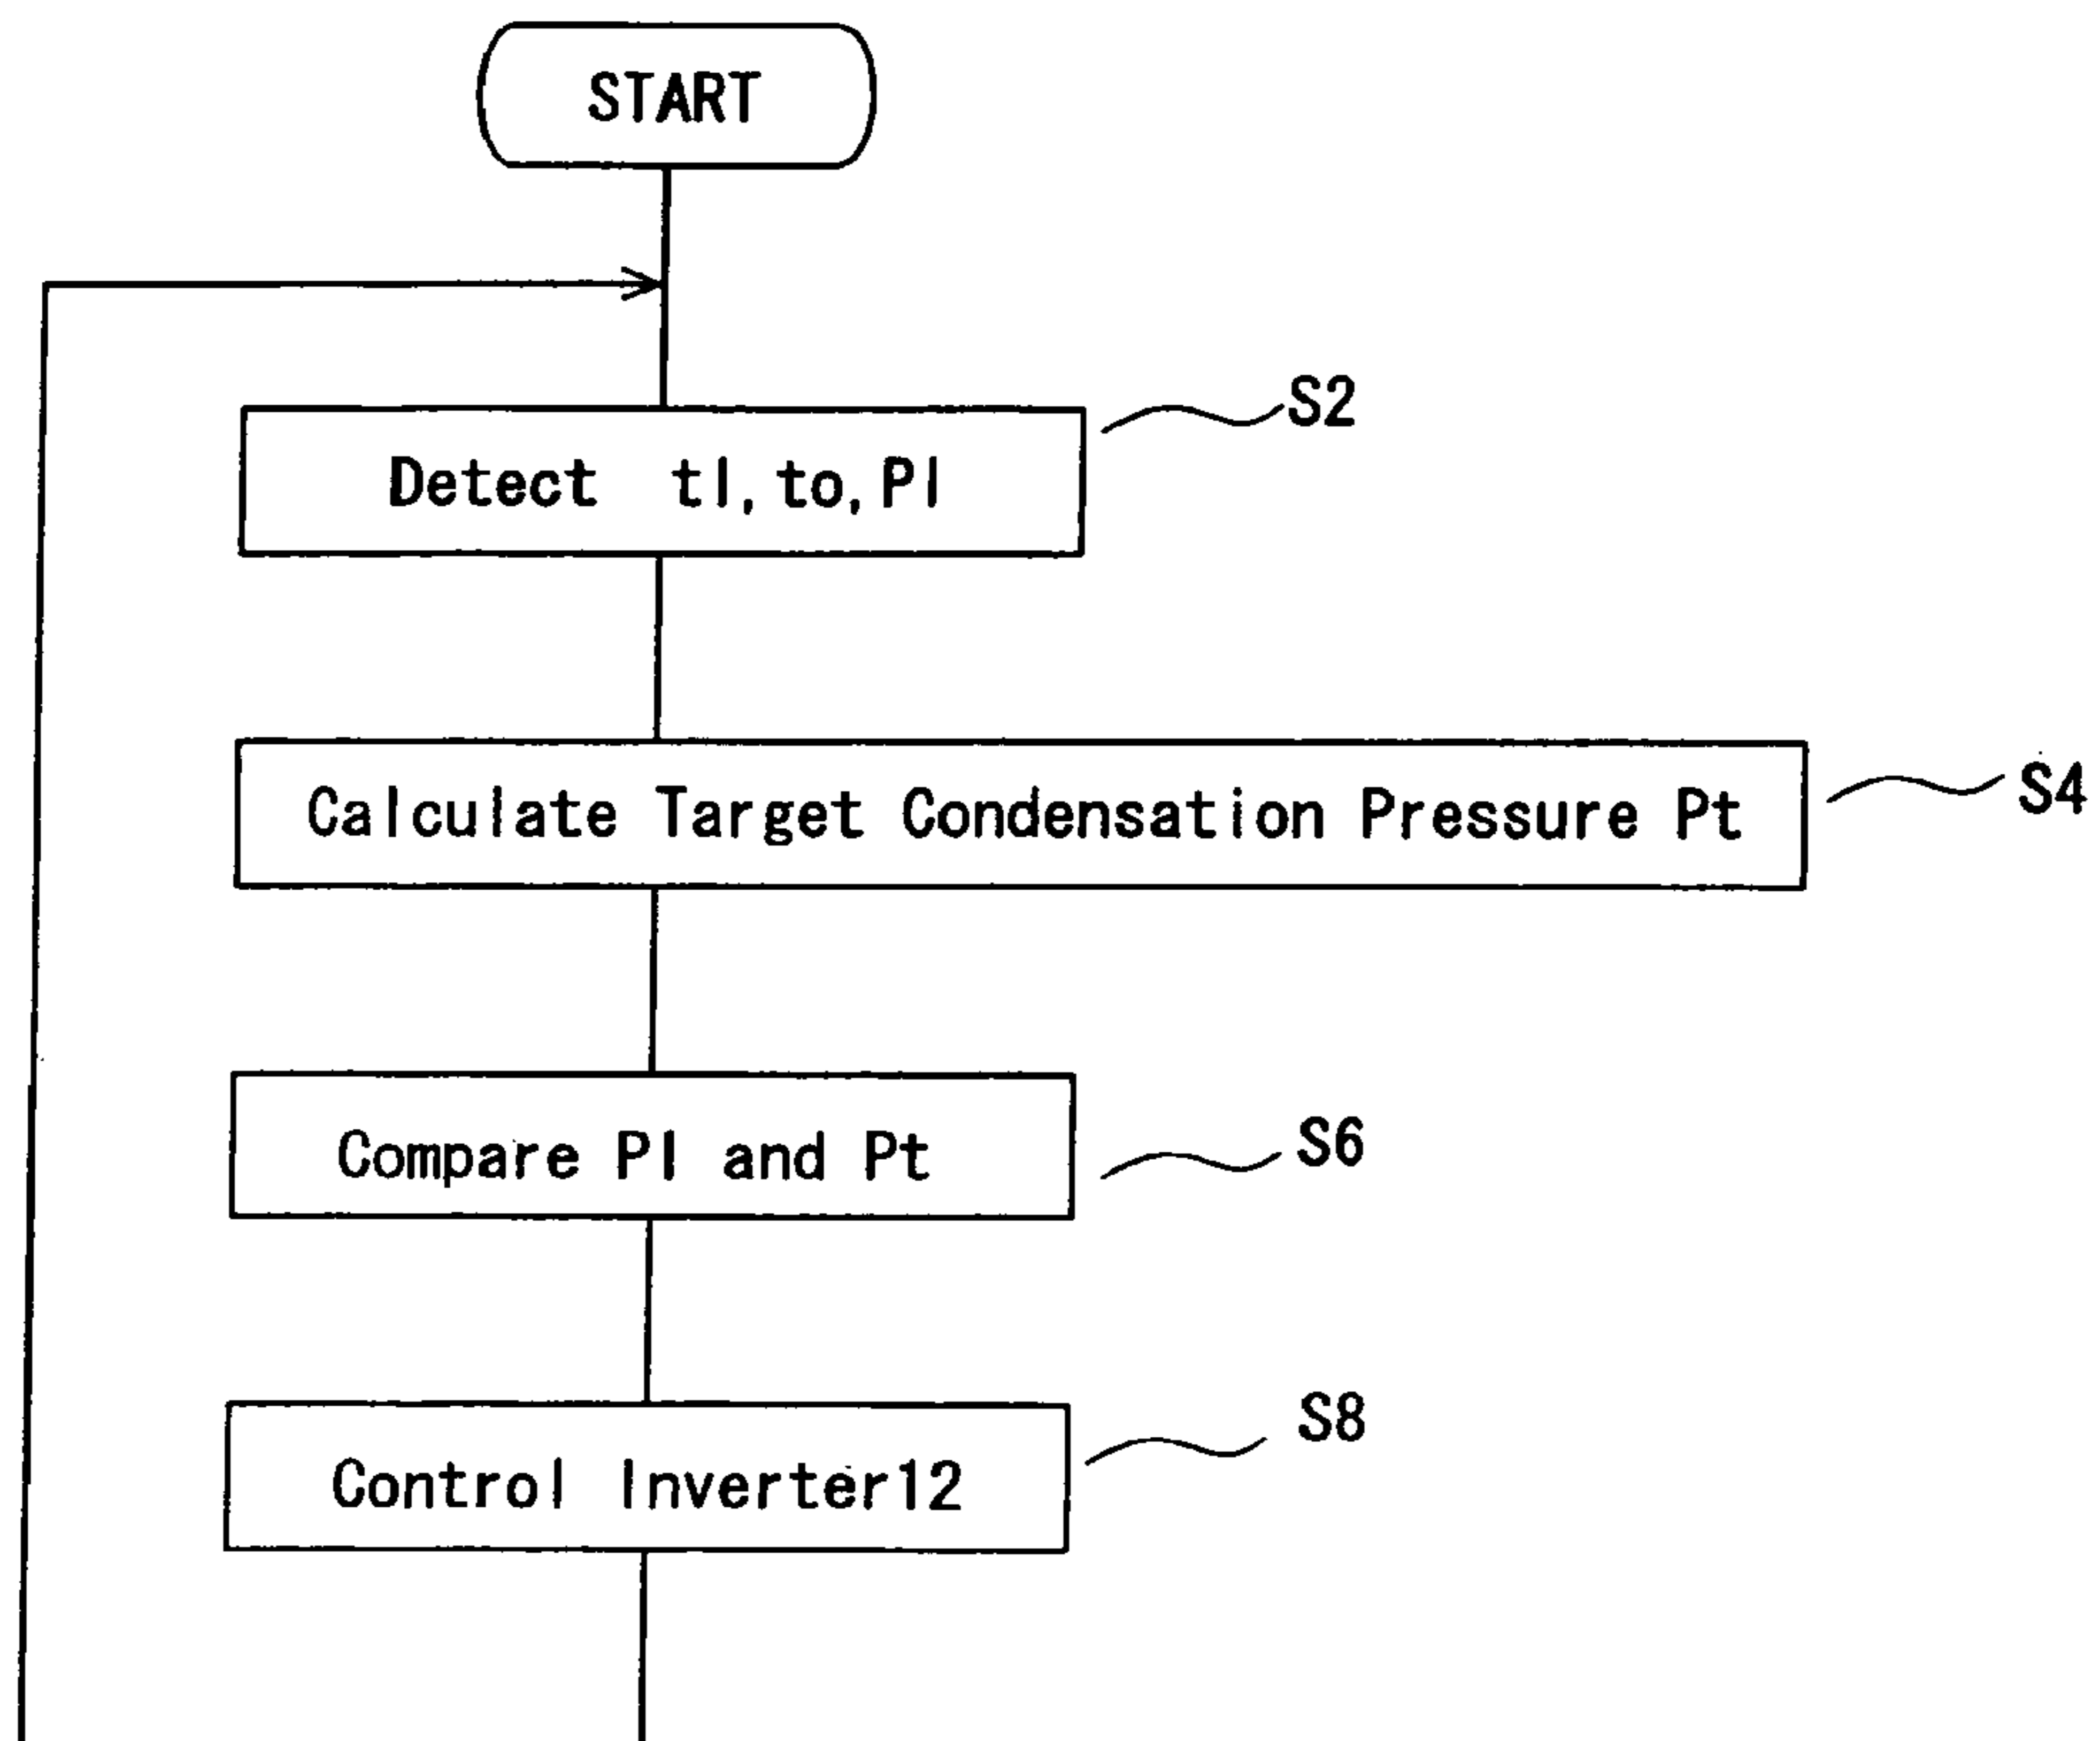 START
S2
Detect tl,to,Pl
Calculate Target Condensation Pressure Pt
S4
Compare Pl and Pt
S6
S8
Control Inverter12